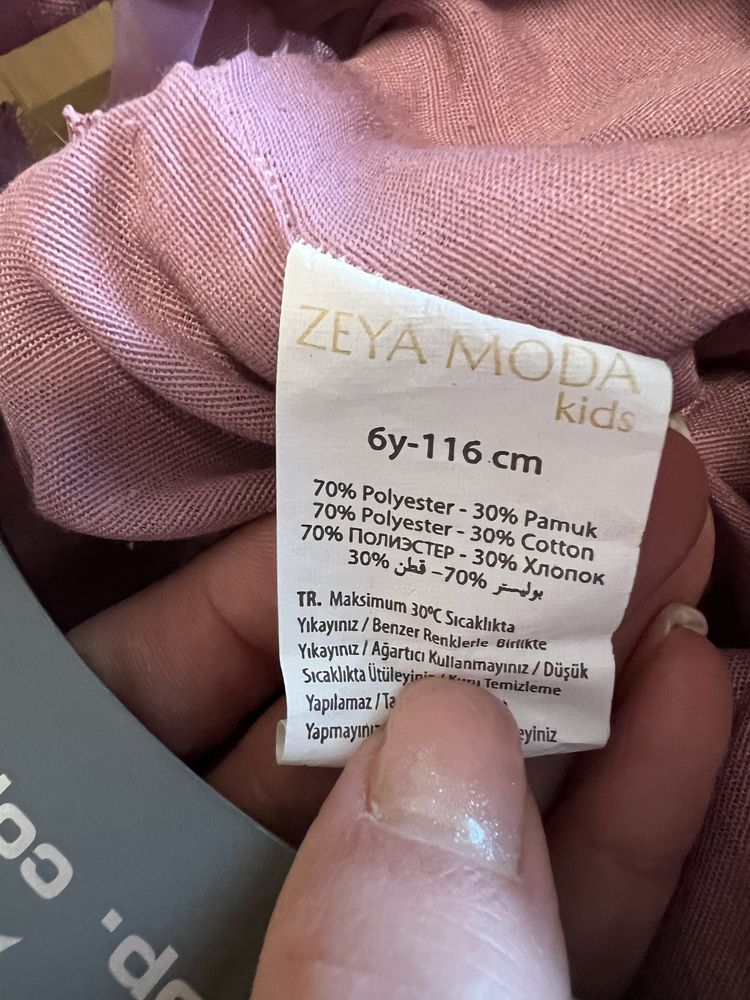 ZEYA MODA
kids
6y-116 cm
70% Polyester - 30% Pamuk
70% Polyester - 30% Cotton
70% ПОЛИЭСТЕР - 30% Хлопок
بوليستر 70% – قطن 30%
TR. Maksimum 30ºC Sıcaklıkta
Yıkayınız / Benzer Renklerle Birlikte
Yıkayınız / Ağartıcı Kullanmayınız / Düşük
Sıcaklıkta Ütüleyiniz / Kuru Temizleme
Yapılamaz /